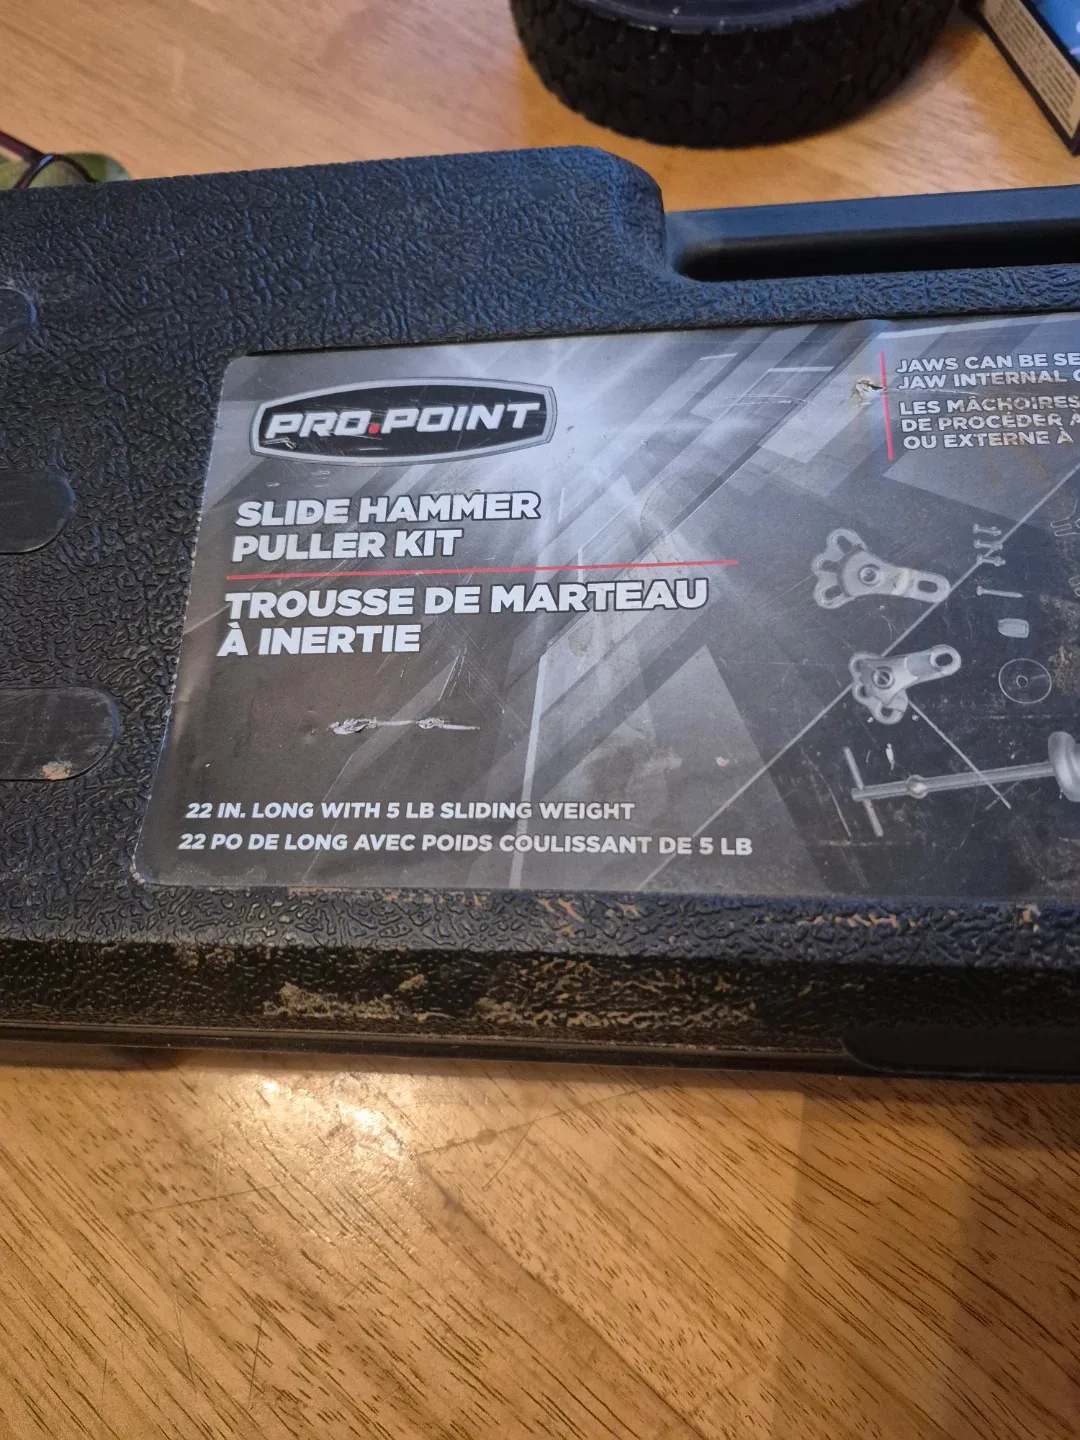 PRO.POINT
SLIDE HAMMER
PULLER KIT
TROUSSE DE MARTEAU
À INERTIE
22 IN. LONG WITH 5 LB SLIDING WEIGHT
22 PO DE LONG AVEC POIDS COULISSANT DE 5 LB
JAWS CAN BE SE
JAW INTERNAL
LES MÂCHOIRES
DE PROCÉDER
OU EXTERNE À